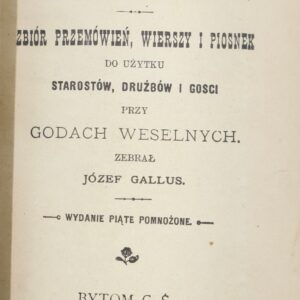 ZBIÓR PRZEMÓWIEŃ, WIERSZY I PIOSNEK
DO UŻYTKU
STAROSTÓW, DRUŻBÓW I GOSCI
PRZY
GODACH WESELNYCH.
ZEBRAŁ
JÓZEF GALLUS.
WYDANIE PIĄTE POMNOŻONE.
BYTOM G. Ś.